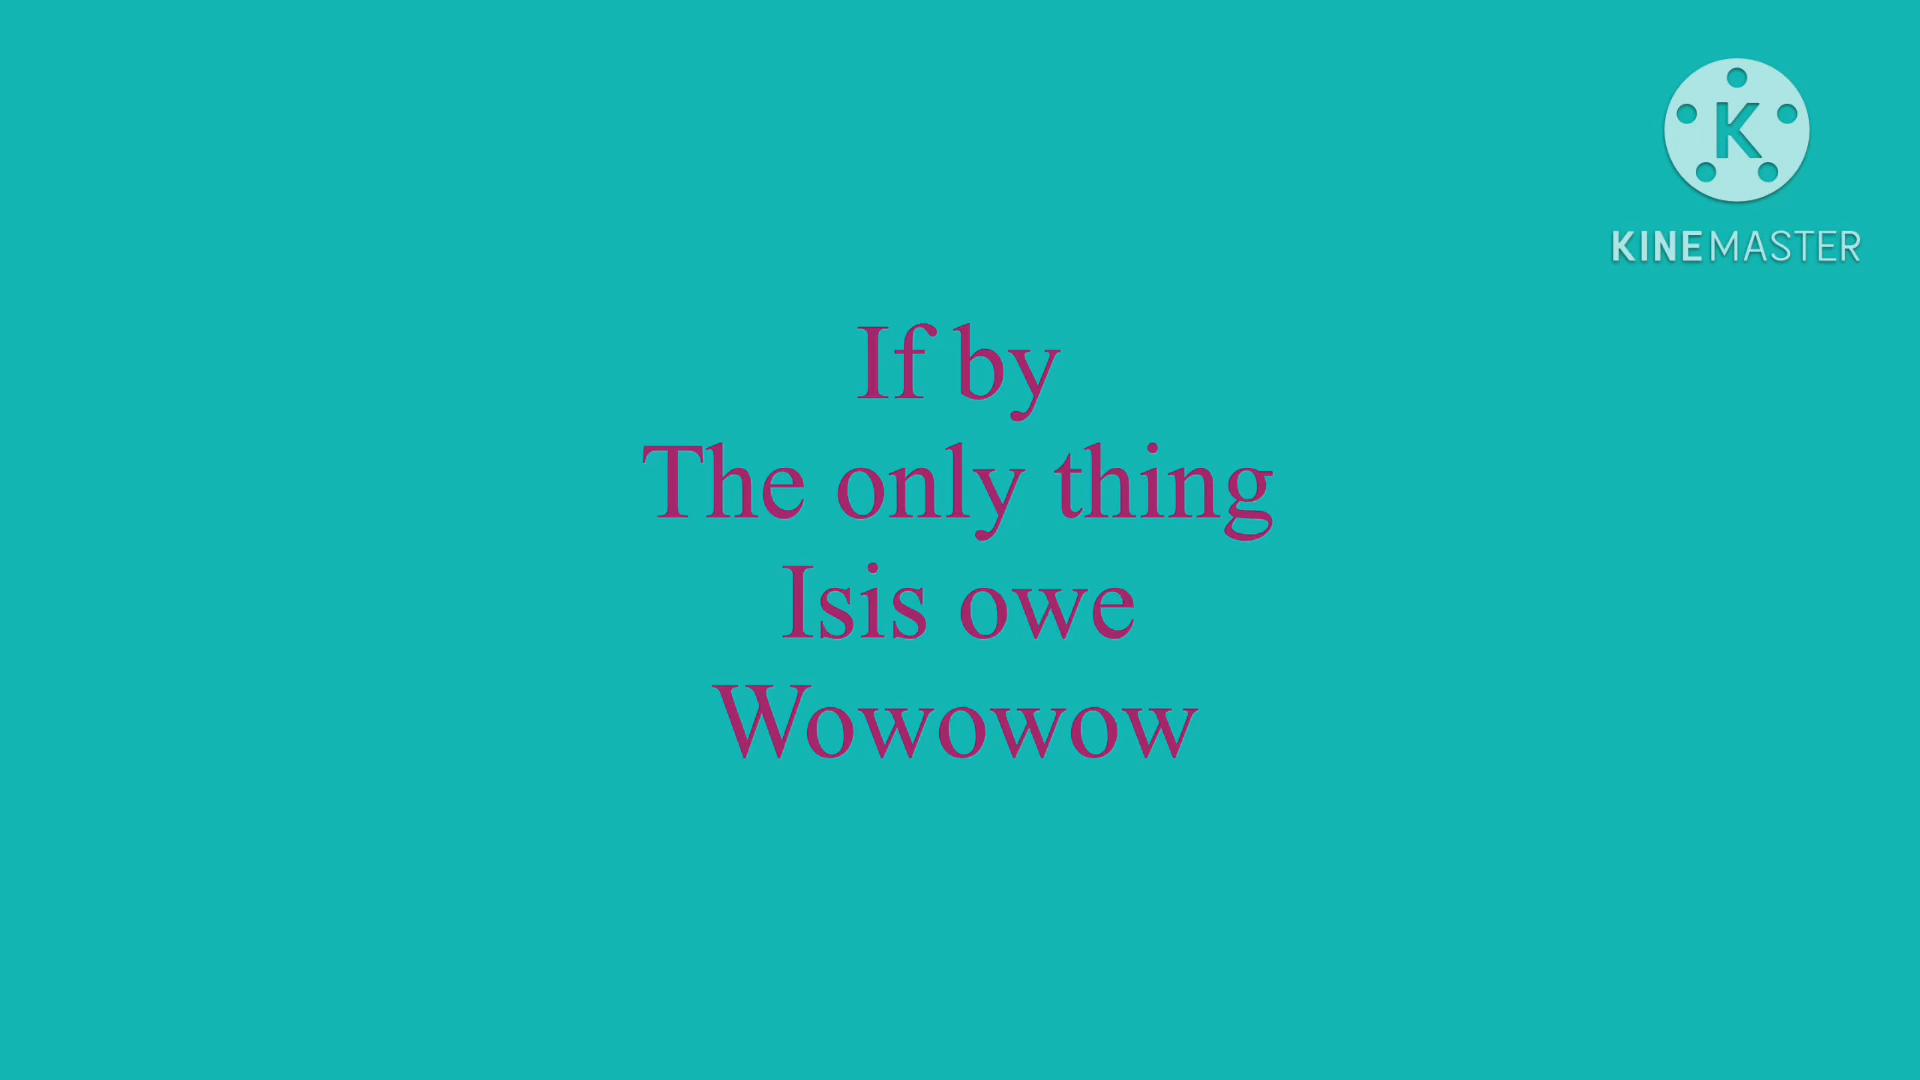 K
KINEMASTER
If by
The only thing
Isis owe
Wowowow